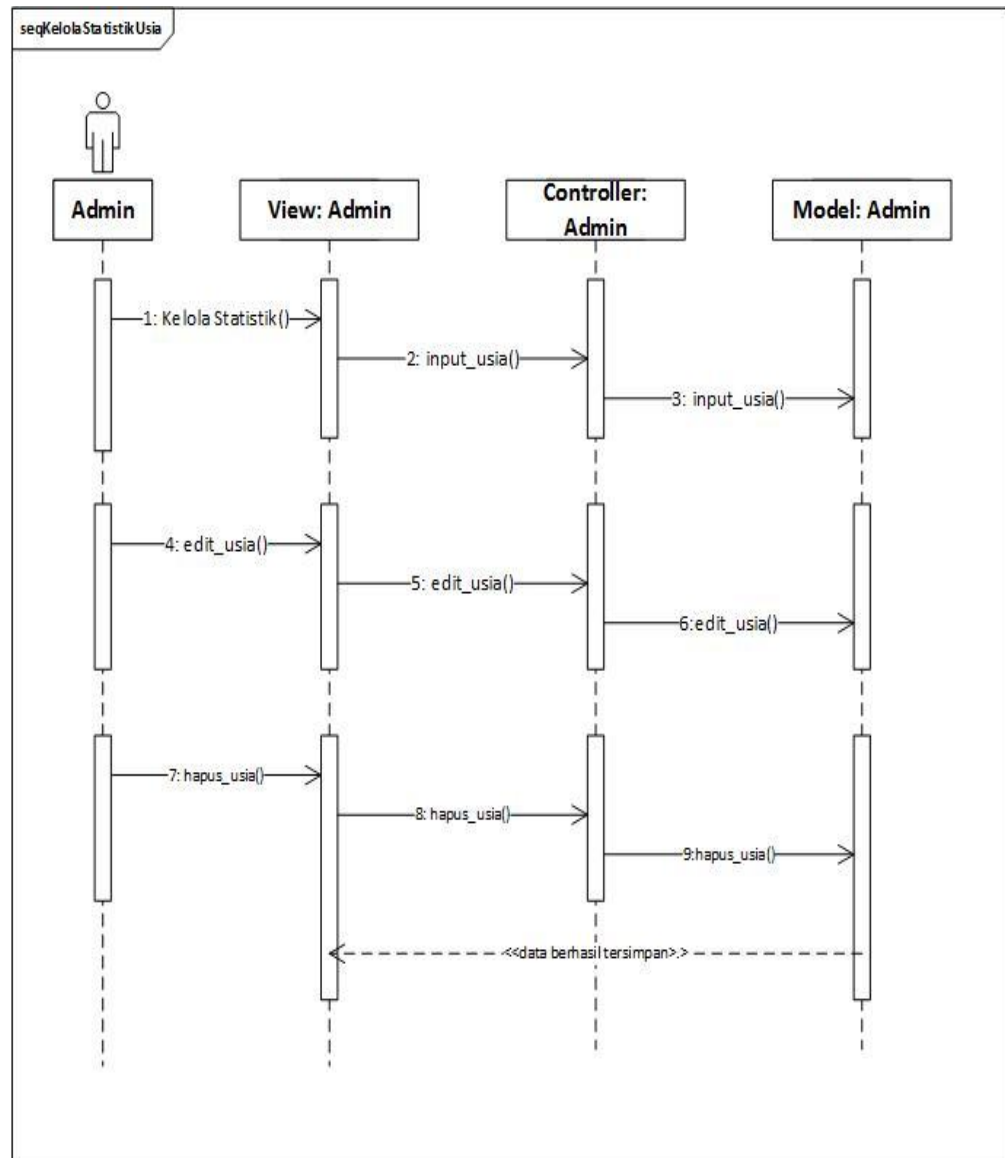 seqKelolaStatistikUsia
Admin
View: Admin
Controller:
Admin
Model: Admin
1: Kelola Statistik()
2: input_usia()
3: input_usia()
4: edit_usia()
5: edit_usia()
6:edit_usia()
7: hapus_usia()
8: hapus_usia()
9:hapus_usia()
<<data berhasil tersimpan>.>